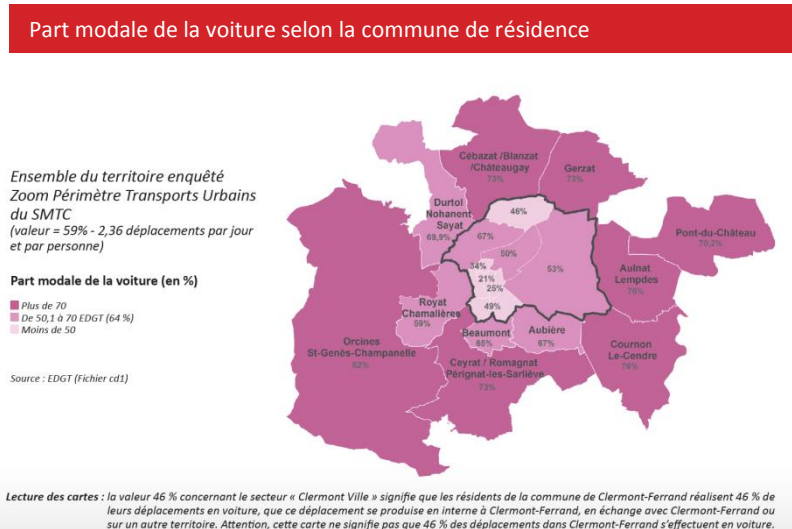 Part modale de la voiture selon la commune de résidence
Ensemble du territoire enquêté
Zoom Périmètre Transports Urbains
du SMTC
(valeur = 59% - 2,36 déplacements par jour
et par personne)
Part modale de la voiture (en %)
Plus de 70
De 50,1 à 70 EDGT (64 %)
Moins de 50
Source : EDGT (Fichier cd1)
Cébazat /Blanzat
/Châteaugay
73%
Gerzat
73%
Durtol
Nohanent
Sayat
69,9%
46%
67%
50%
53%
34%
21%
25%
49%
Pont-du-Château
70,2%
Aulnat
Lempdes
76%
Royat
Chamalières
59%
Orcines
St-Genès-Champanelle
82%
Beaumont
65%
Aubière
67%
Cournon
Le-Cendre
76%
Ceyrat / Romagnat
Pérignat-les-Sarliève
73%
Lecture des cartes : la valeur 46 % concernant le secteur « Clermont Ville » signifie que les résidents de la commune de Clermont-Ferrand réalisent 46 % de
leurs déplacements en voiture, que ce déplacement se produise en interne à Clermont-Ferrand, en échange avec Clermont-Ferrand ou
sur un autre territoire. Attention, cette carte ne signifie pas que 46 % des déplacements dans Clermont-Ferrand s'effectuent en voiture.